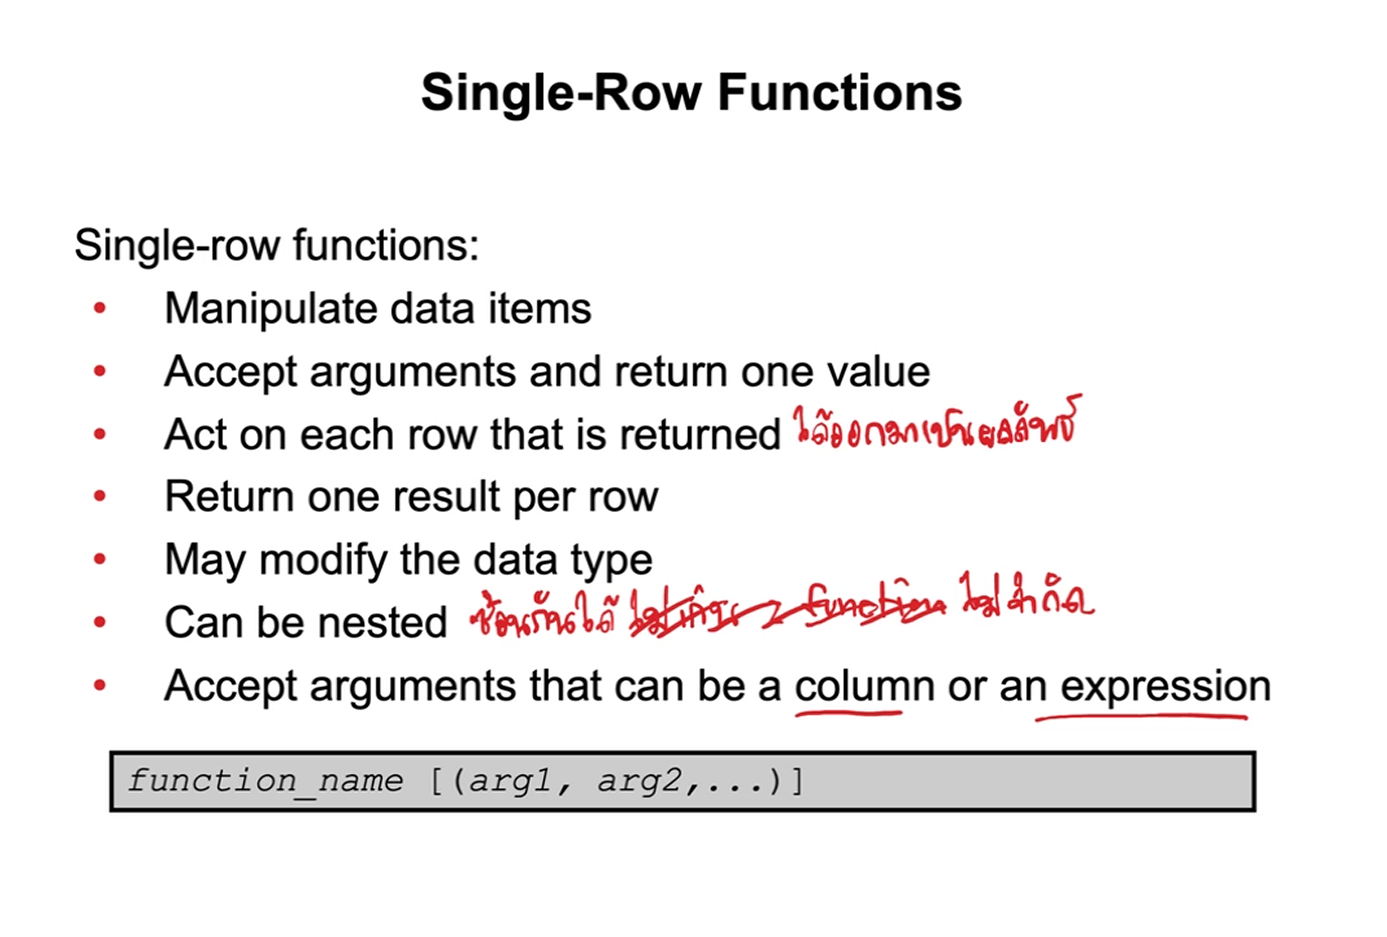 Single-Row Functions
Single-row functions:
• Manipulate data items
• Accept arguments and return one value
• Act on each row that is returned ได้ออกมาเป็นผลลัพธ์
• Return one result per row
• May modify the data type
• Can be nested ซ้อนกันได้ ไม่เกิน 2 function ไม่จำกัด
• Accept arguments that can be a column or an expression
function_name [(arg1, arg2,...)]